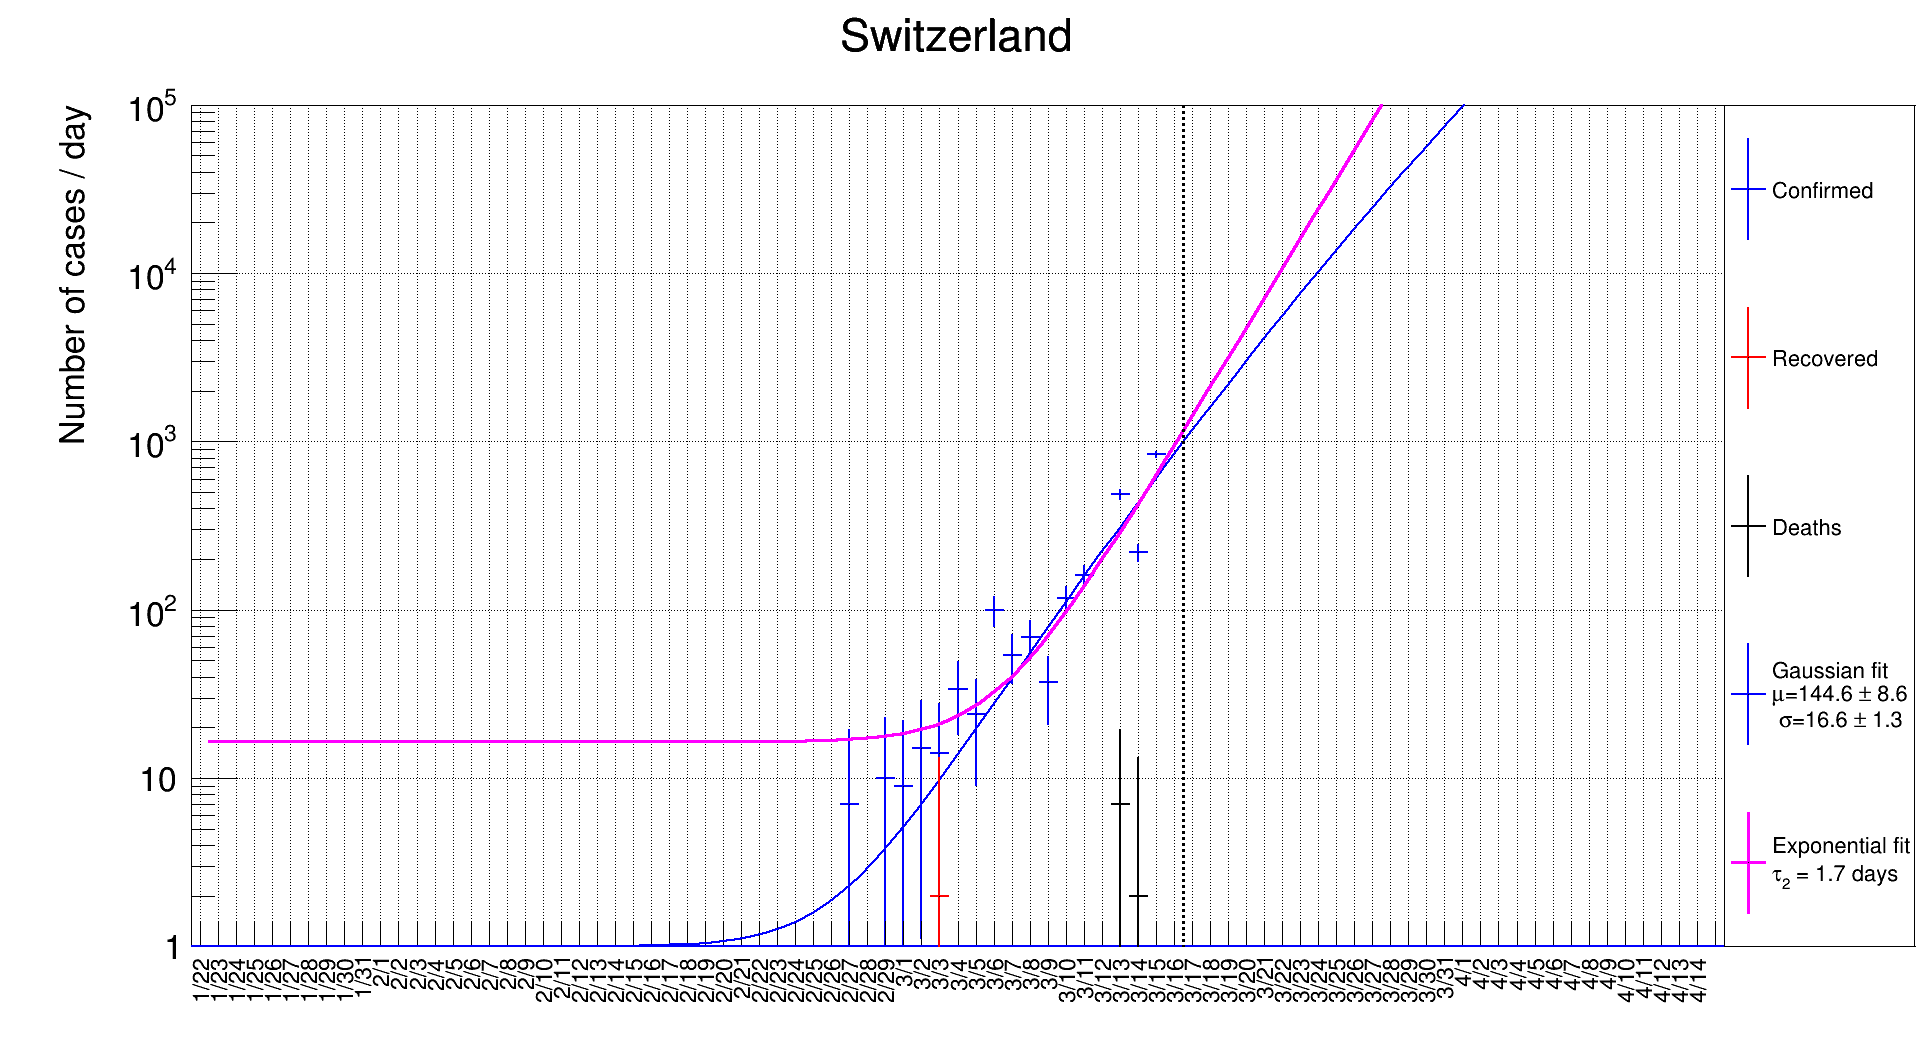 Switzerland
Number of cases / day
10^5
10^4
10^3
10^2
10
1
1/22 1/23 1/24 1/25 1/26 1/27 1/28 1/29 1/30 1/31 2/1 2/2 2/3 2/4 2/5 2/6 2/7 2/8 2/9 2/10 2/11 2/12 2/13 2/14 2/15 2/16 2/17 2/18 2/19 2/20 2/21 2/22 2/23 2/24 2/25 2/26 2/27 2/28 2/29 3/1 3/2 3/3 3/4 3/5 3/6 3/7 3/8 3/9 3/10 3/11 3/12 3/13 3/14 3/15 3/16 3/17 3/18 3/19 3/20 3/21 3/22 3/23 3/24 3/25 3/26 3/27 3/28 3/29 3/30 3/31 4/1 4/2 4/3 4/4 4/5 4/6 4/7 4/8 4/9 4/10 4/11 4/12 4/13 4/14
Confirmed
Recovered
Deaths
Gaussian fit
μ=144.6 ± 8.6
σ=16.6 ± 1.3
Exponential fit
τ₂ = 1.7 days